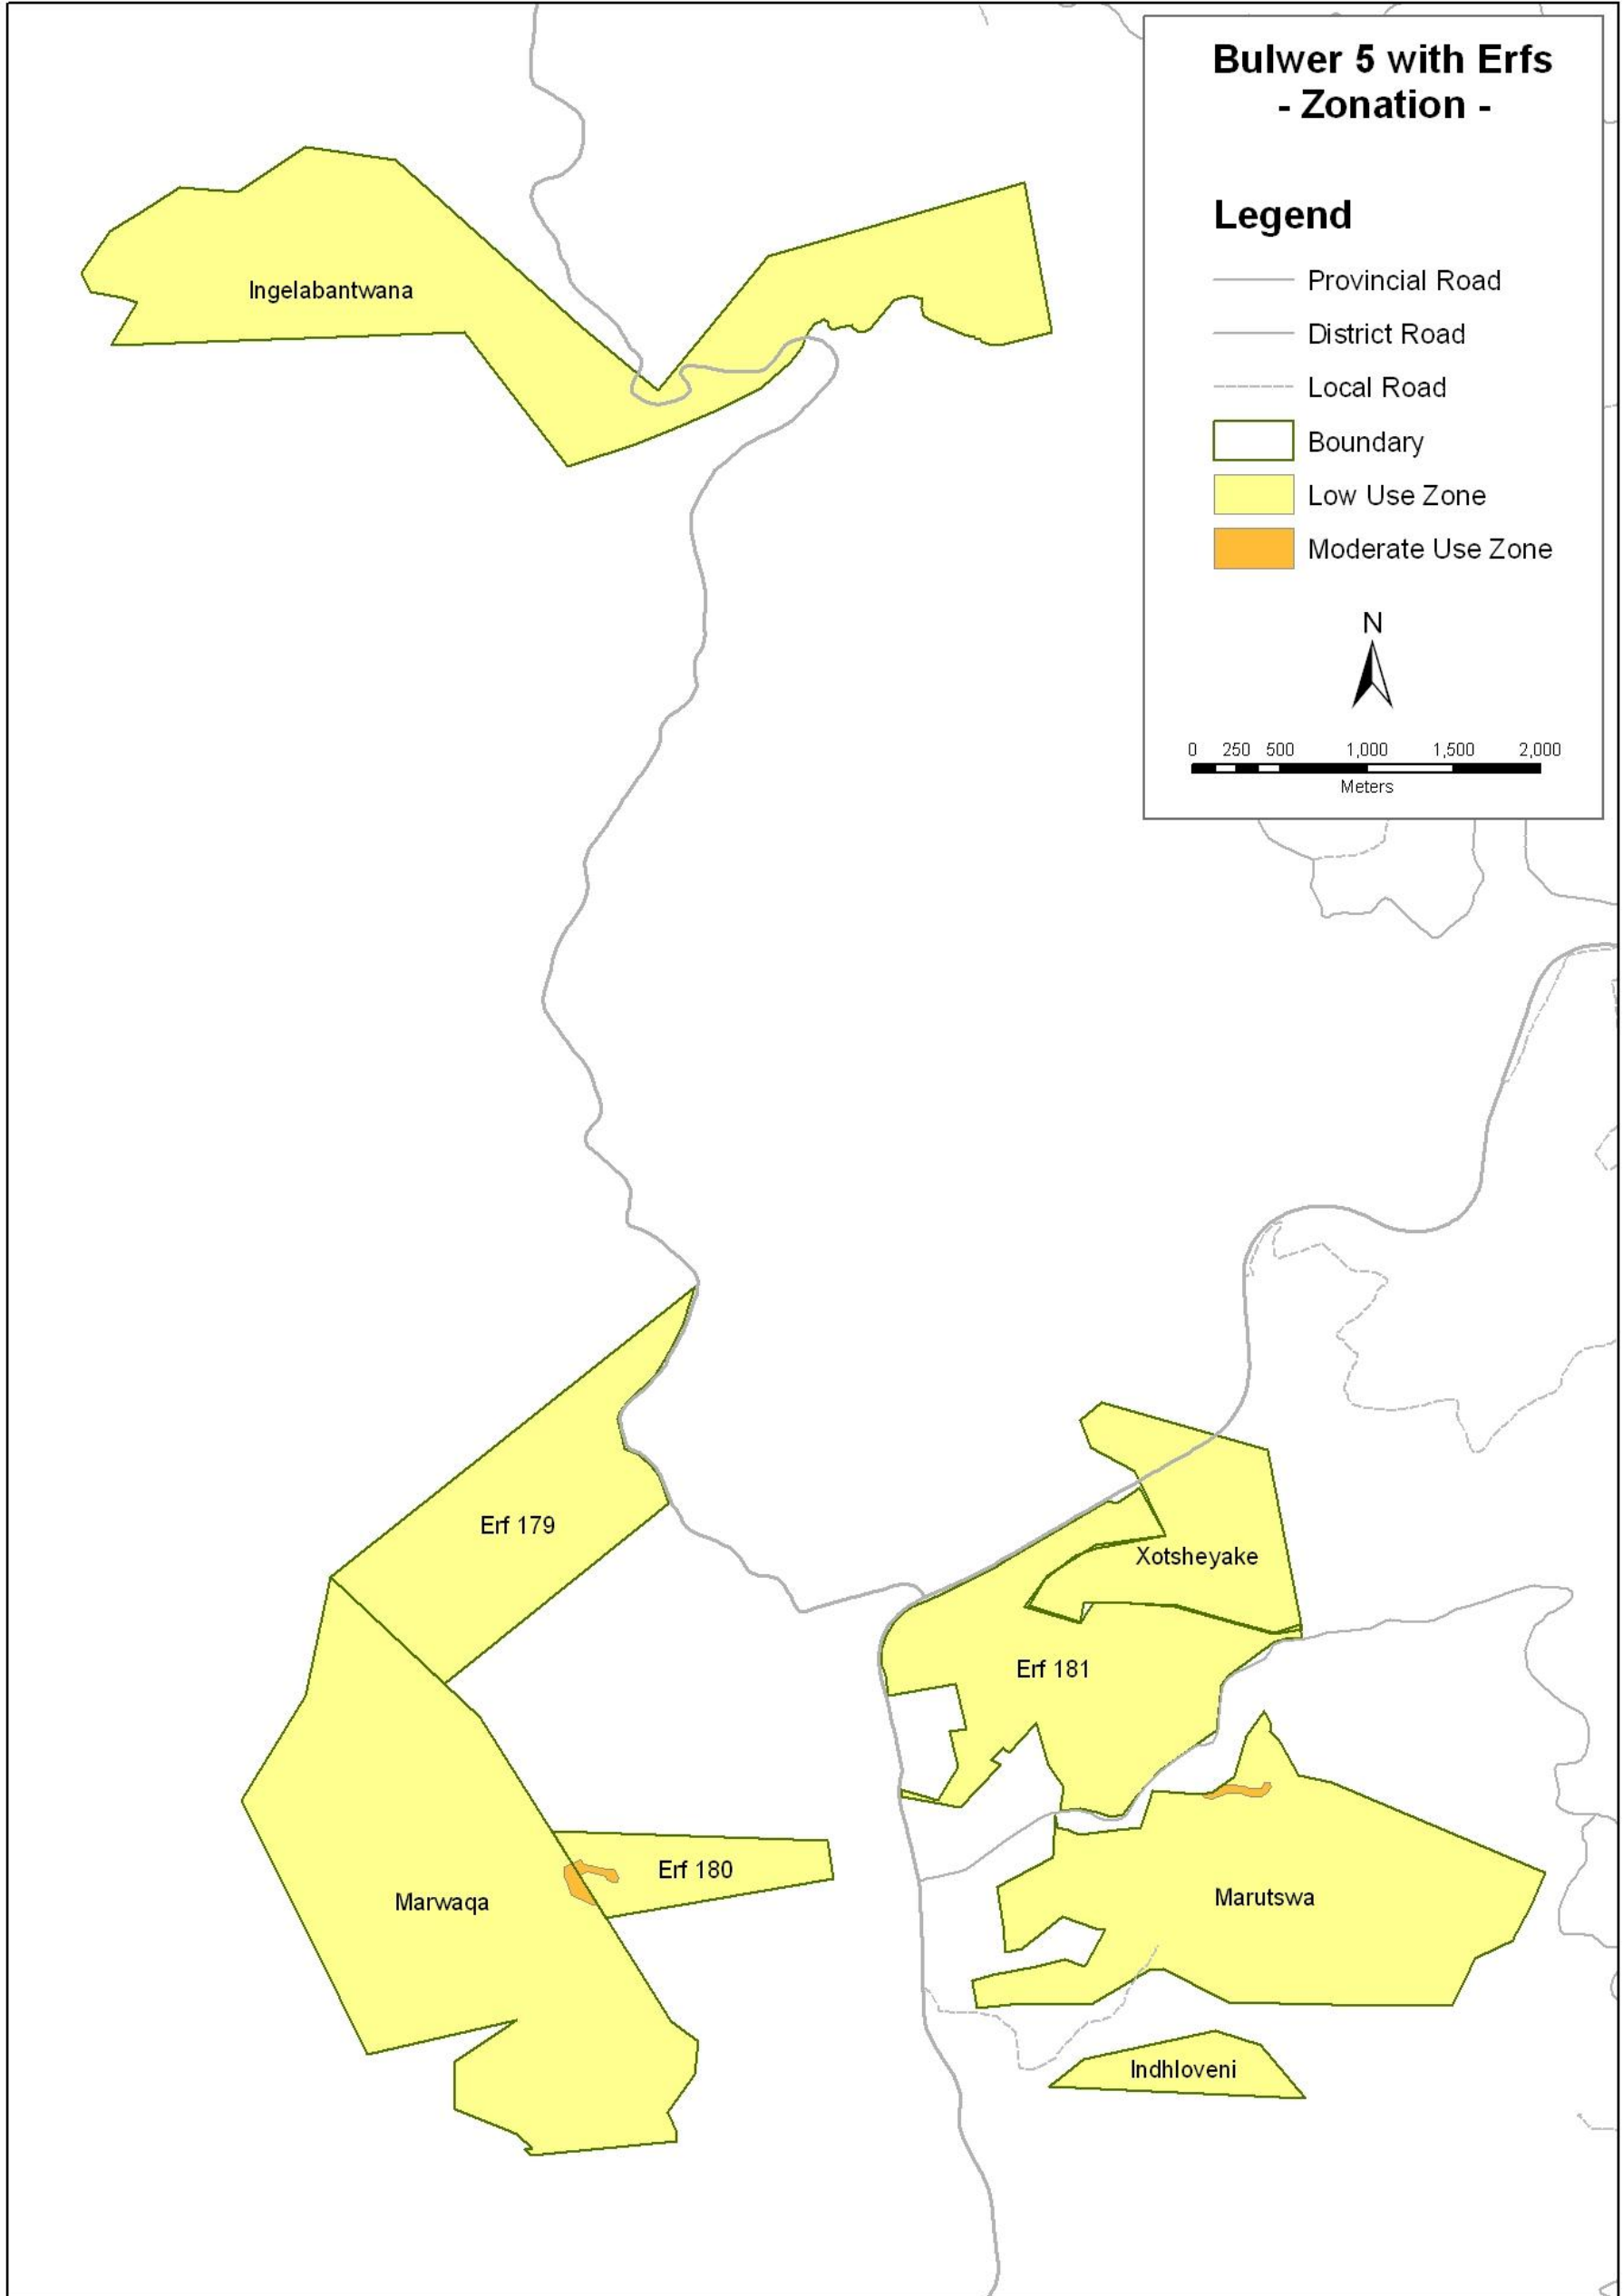 Bulwer 5 with Erfs
- Zonation -
Legend
Provincial Road
District Road
Local Road
Boundary
Low Use Zone
Moderate Use Zone
N
0 250 500 1,000 1,500 2,000
Meters
Ingelabantwana
Erf 179
Xotsheyake
Erf 181
Erf 180
Marwaqa
Marutswa
Indhloveni